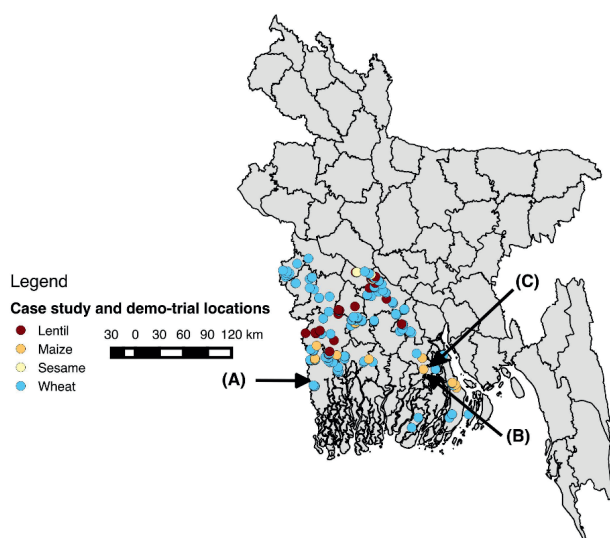 (C)
Legend
Case study and demo-trial locations
Lentil
30 0 30 60 90 120 km
Maize
Sesame
(A)
Wheat
(B)